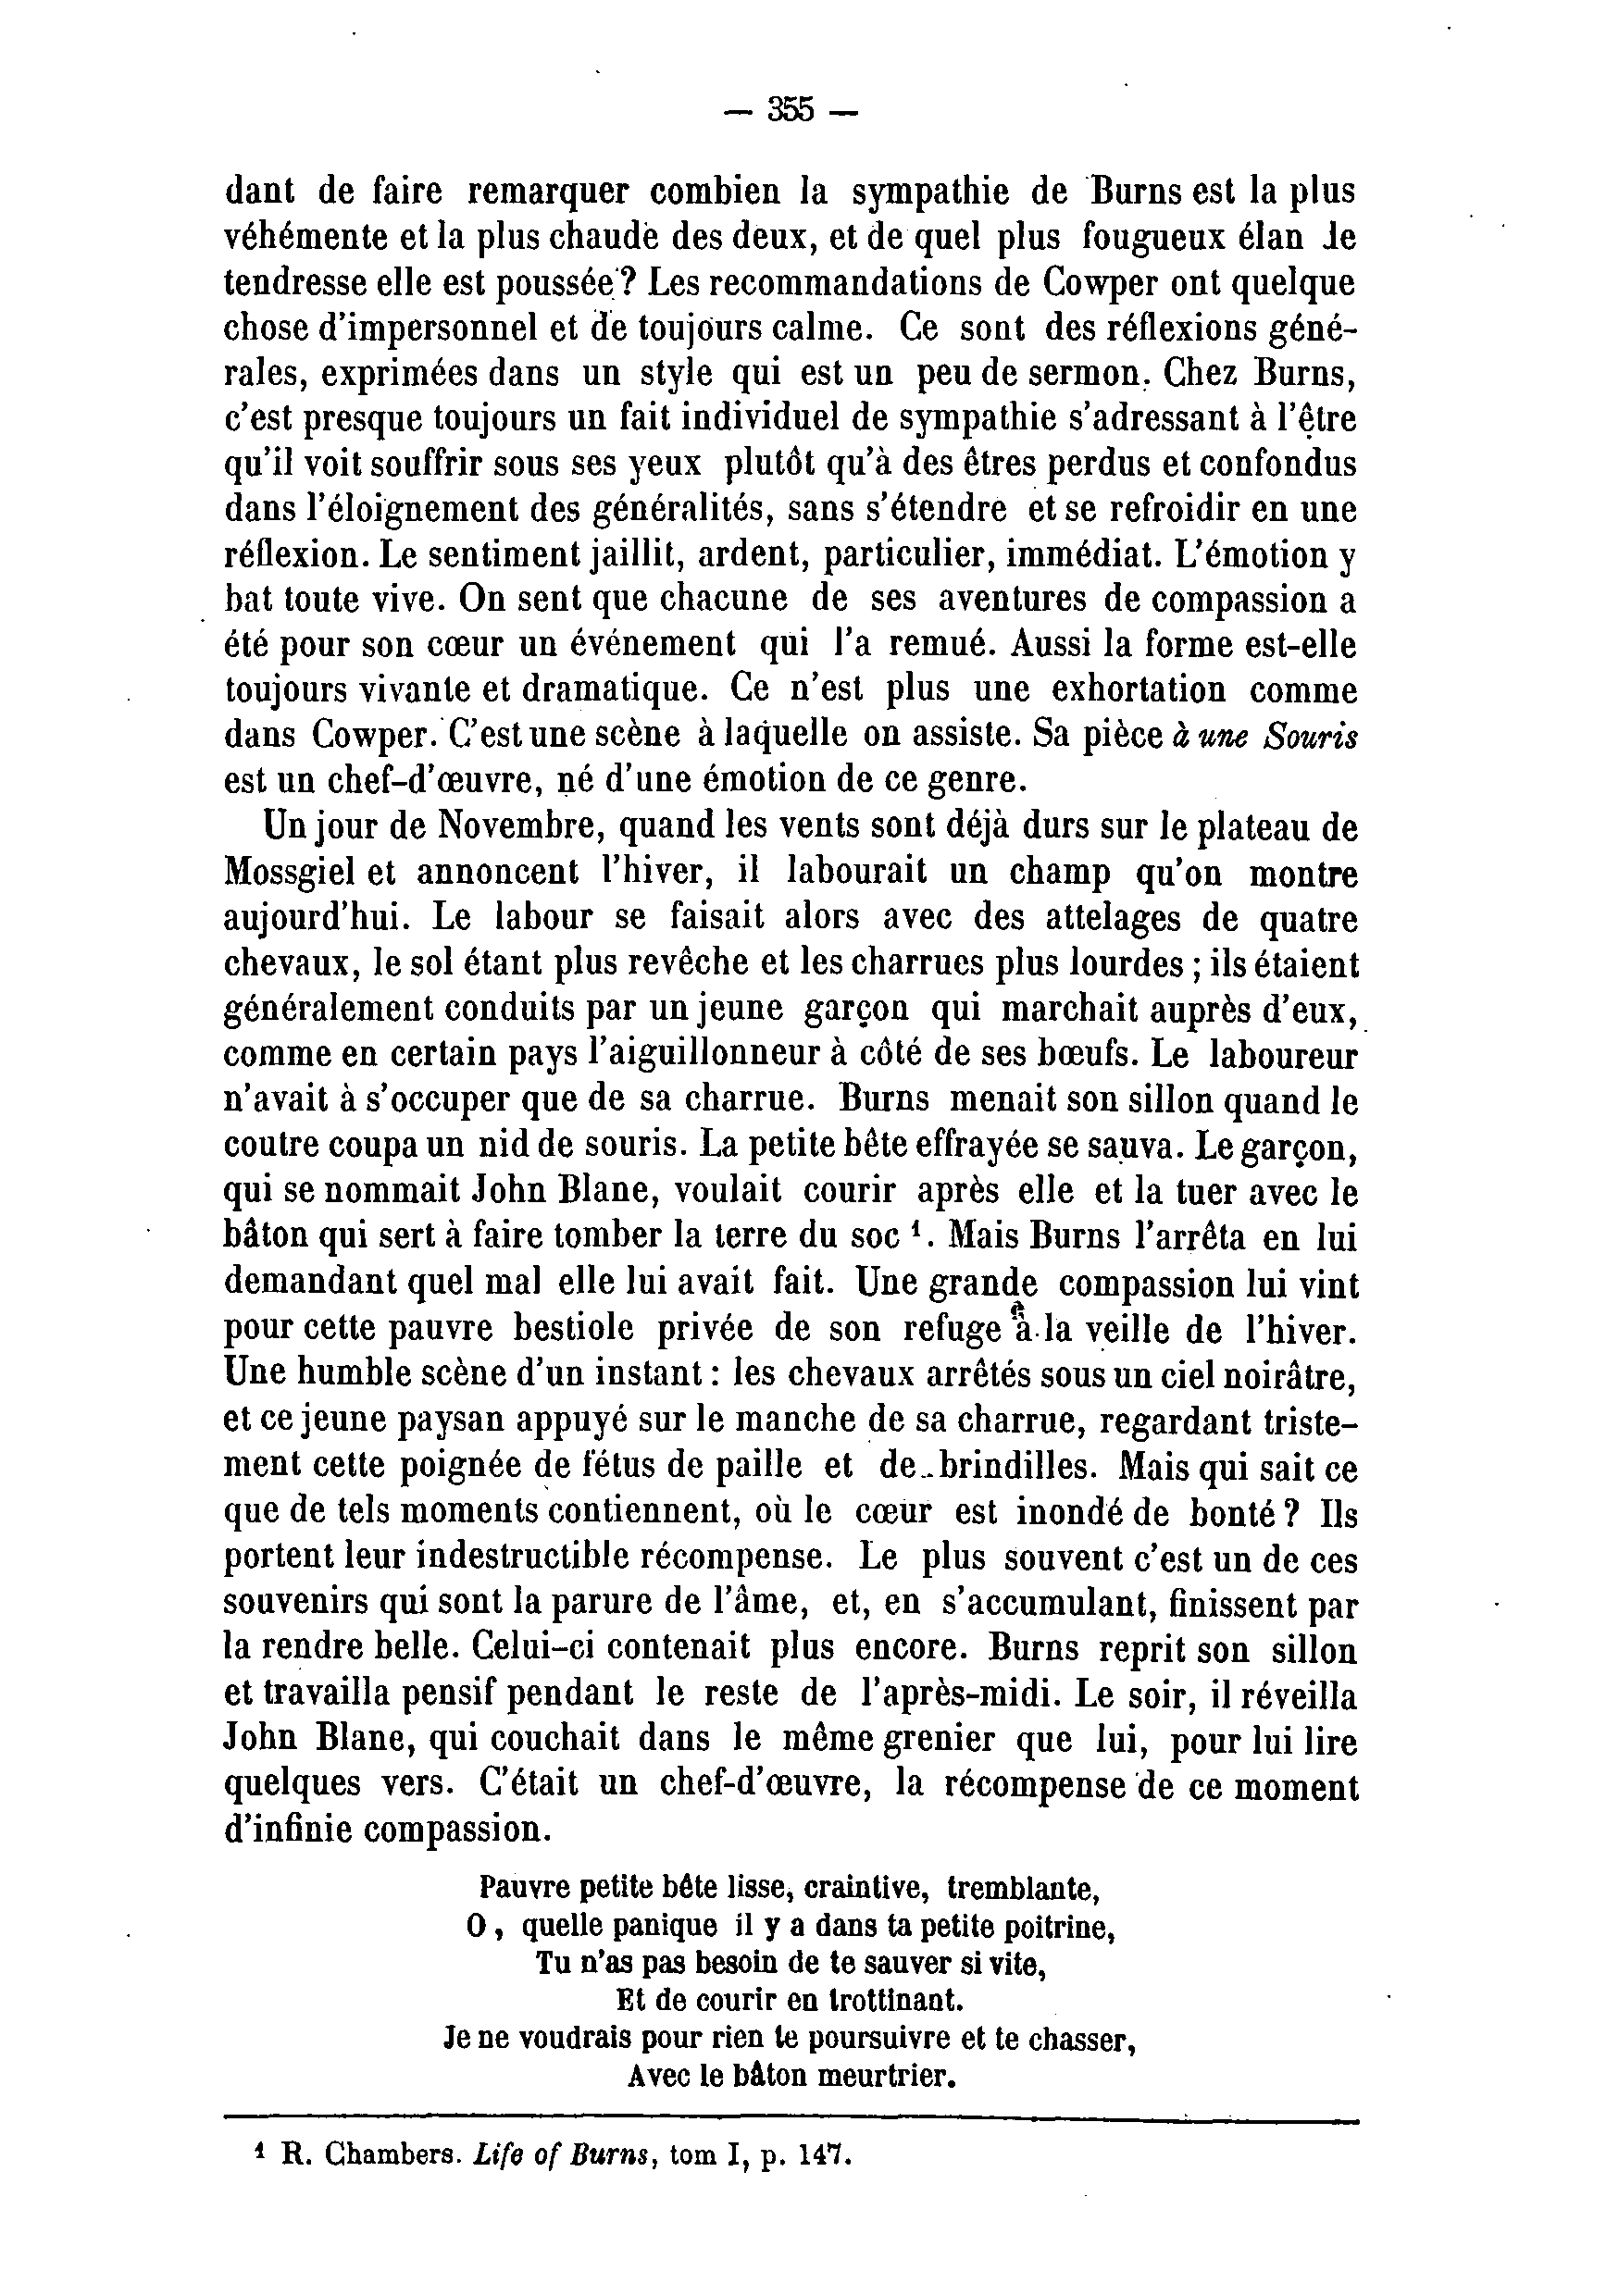 — 355 —
dant de faire remarquer combien la sympathie de Burns est la plus
véhémente et la plus chaude des deux, et de quel plus fougueux élan de
tendresse elle est poussée ? Les recommandations de Cowper ont quelque
chose d'impersonnel et de toujours calme. Ce sont des réflexions géné-
rales, exprimées dans un style qui est un peu de sermon. Chez Burns,
c'est presque toujours un fait individuel de sympathie s'adressant à l'être
qu'il voit souffrir sous ses yeux plutôt qu'à des êtres perdus et confondus
dans l'éloignement des généralités, sans s'étendre et se refroidir en une
réflexion. Le sentiment jaillit, ardent, particulier, immédiat. L'émotion y
bat toute vive. On sent que chacune de ses aventures de compassion a
été pour son cœur un événement qui l'a remué. Aussi la forme est-elle
toujours vivante et dramatique. Ce n'est plus une exhortation comme
dans Cowper. C'est une scène à laquelle on assiste. Sa pièce à une Souris
est un chef-d'œuvre, né d'une émotion de ce genre.
Un jour de Novembre, quand les vents sont déjà durs sur le plateau de
Mossgiel et annoncent l'hiver, il labourait un champ qu'on montre
aujourd'hui. Le labour se faisait alors avec des attelages de quatre
chevaux, le sol étant plus revêche et les charrues plus lourdes ; ils étaient
généralement conduits par un jeune garçon qui marchait auprès d'eux,
comme en certain pays l'aiguillonneur à côté de ses bœufs. Le laboureur
n'avait à s'occuper que de sa charrue. Burns menait son sillon quand le
coutre coupa un nid de souris. La petite bête effrayée se sauva. Le garçon,
qui se nommait John Blane, voulait courir après elle et la tuer avec le
bâton qui sert à faire tomber la terre du soc ¹. Mais Burns l'arrêta en lui
demandant quel mal elle lui avait fait. Une grande compassion lui vint
pour cette pauvre bestiole privée de son refuge à la veille de l'hiver.
Une humble scène d'un instant : les chevaux arrêtés sous un ciel noirâtre,
et ce jeune paysan appuyé sur le manche de sa charrue, regardant triste-
ment cette poignée de fétus de paille et de brindilles. Mais qui sait ce
que de tels moments contiennent, où le cœur est inondé de bonté ? Ils
portent leur indestructible récompense. Le plus souvent c'est un de ces
souvenirs qui sont la parure de l'âme, et, en s'accumulant, finissent par
la rendre belle. Celui-ci contenait plus encore. Burns reprit son sillon
et travailla pensif pendant le reste de l'après-midi. Le soir, il réveilla
John Blane, qui couchait dans le même grenier que lui, pour lui lire
quelques vers. C'était un chef-d'œuvre, la récompense de ce moment
d'infinie compassion.
Pauvre petite bête lisse, craintive, tremblante,
O, quelle panique il y a dans ta petite poitrine,
Tu n'as pas besoin de te sauver si vite,
Et de courir en trottinant.
Je ne voudrais pour rien te poursuivre et te chasser,
Avec le bâton meurtrier.
¹ R. Chambers. Life of Burns, tom I, p. 147.